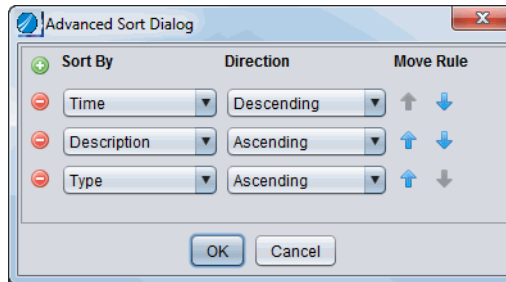 Advanced Sort Dialog
Sort By Direction Move Rule
Time Descending
Description Ascending
Type Ascending
OK Cancel